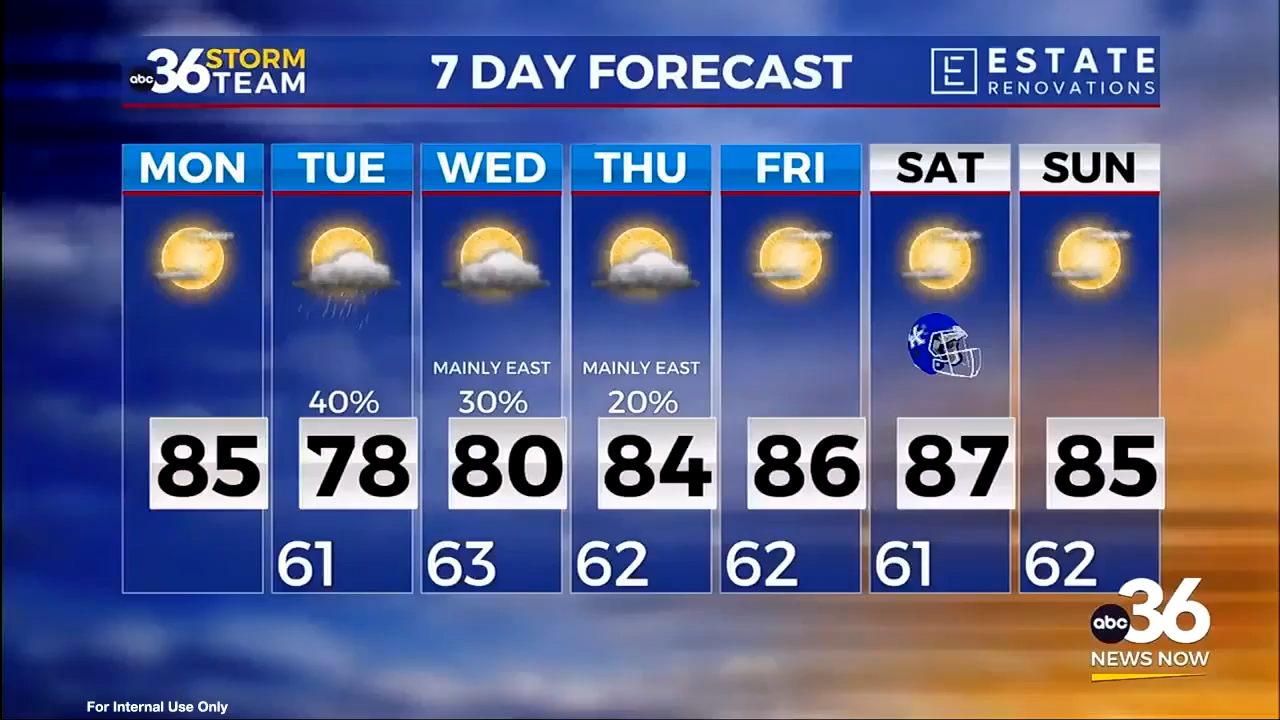 abc 36 STORM TEAM
7 DAY FORECAST
E ESTATE
RENOVATIONS
MON TUE WED THU FRI SAT SUN
K
MAINLY EAST MAINLY EAST
40% 30% 20%
85 78 80 84 86 87 85
61 63 62 62 61 62
abc 36
NEWS NOW
For Internal Use Only